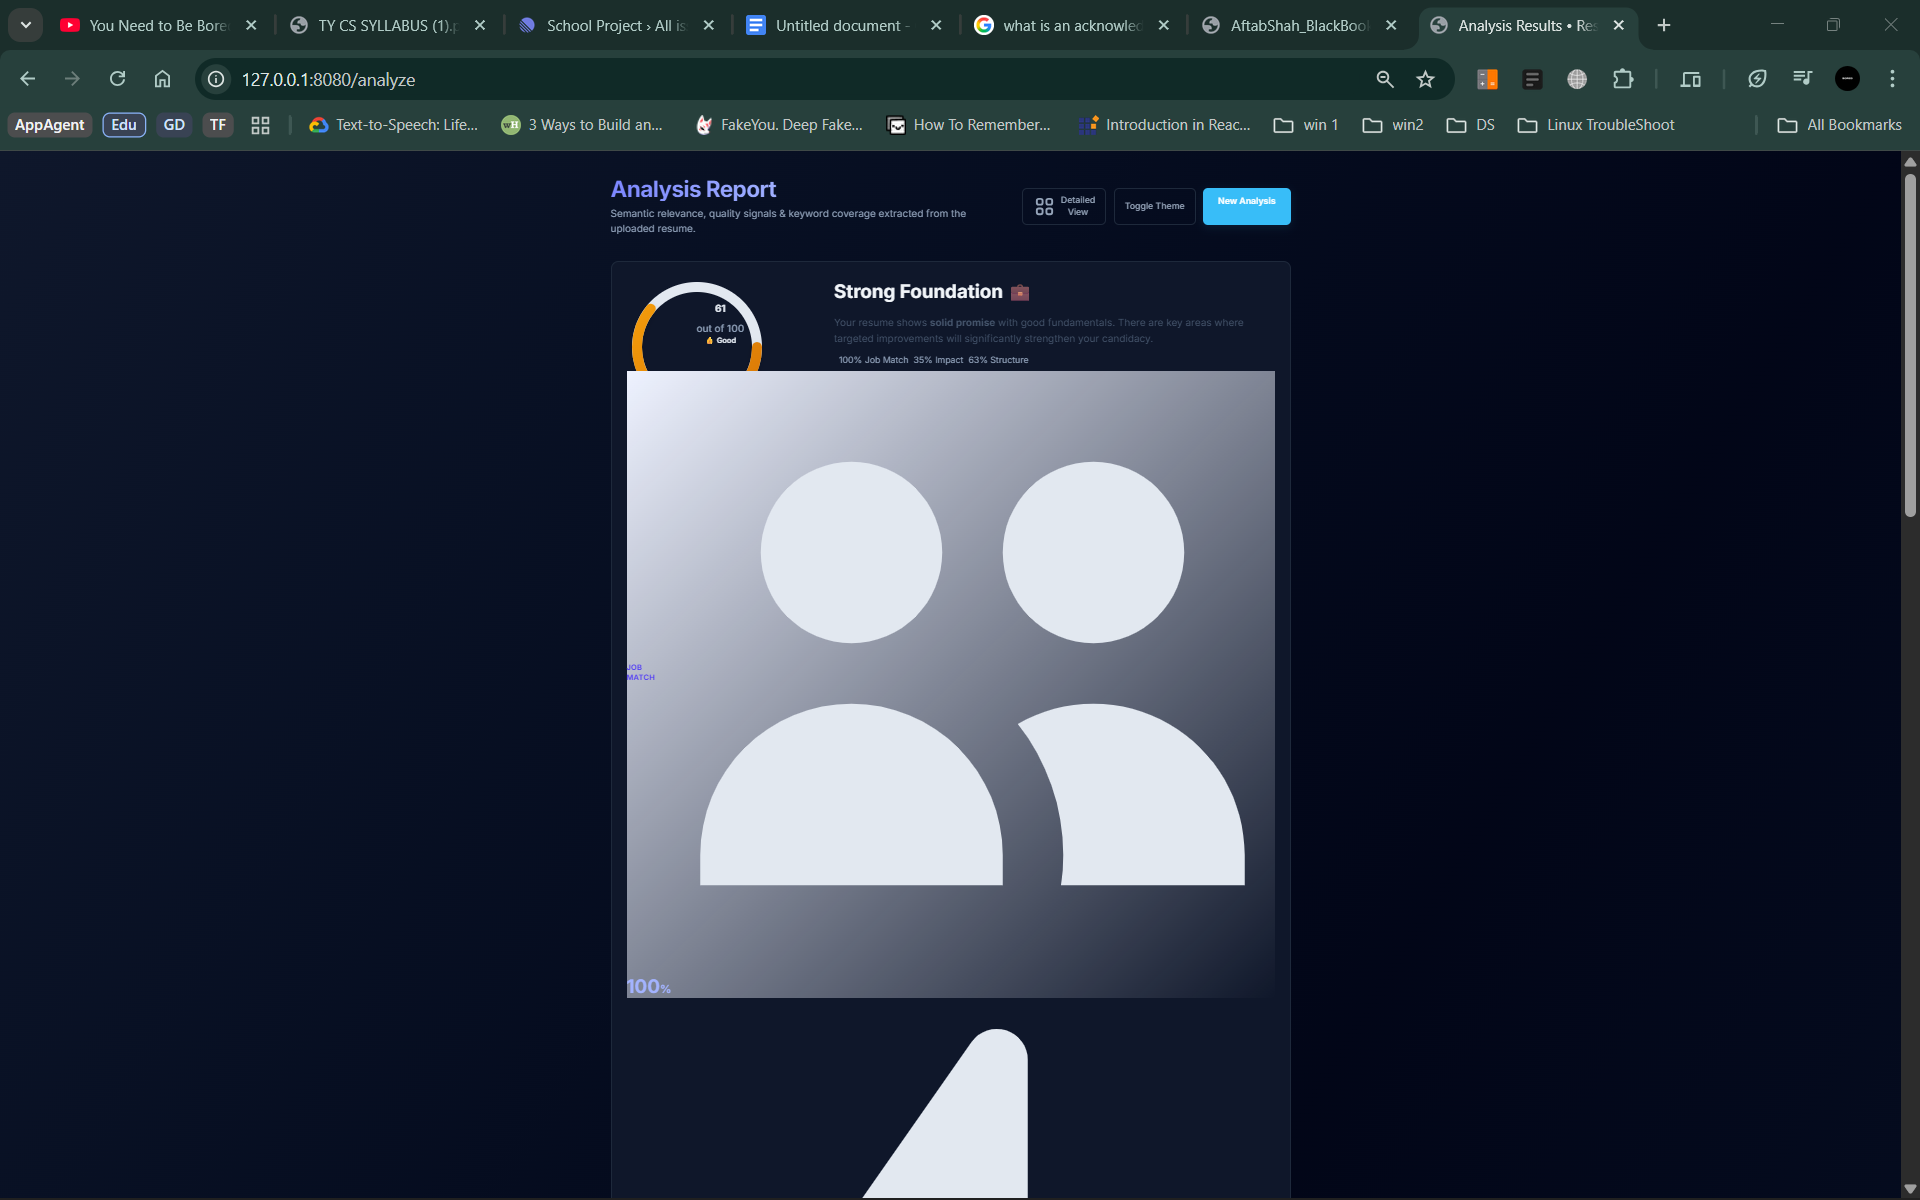 You Need to Be Bore
TY CS SYLLABUS (1).p
School Project › All is
Untitled document -
what is an acknowled
AftabShah_BlackBook
Analysis Results • Res
127.0.0.1:8080/analyze
AppAgent
Edu
GD
TF
Text-to-Speech: Life...
3 Ways to Build an...
FakeYou. Deep Fake...
How To Remember...
Introduction in Reac...
win 1
win2
DS
Linux TroubleShoot
All Bookmarks
Analysis Report
Semantic relevance, quality signals & keyword coverage extracted from the
uploaded resume.
Detailed
View
Toggle Theme
New Analysis
61
out of 100
Good
Strong Foundation
Your resume shows solid promise with good fundamentals. There are key areas where
targeted improvements will significantly strengthen your candidacy.
100% Job Match 35% Impact 63% Structure
JOB
MATCH
100%